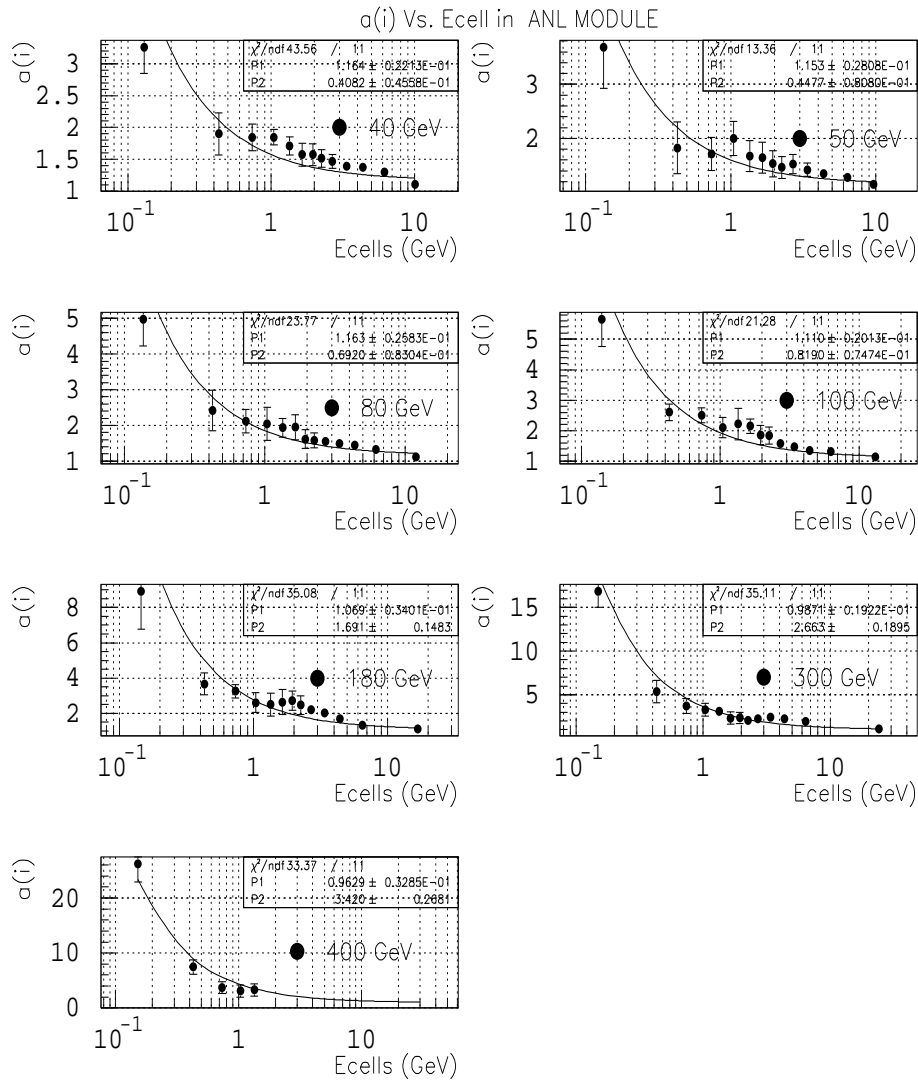 a(i) Vs. Ecell in ANL MODULE
a(i)
3
2.5
2
1.5
1
χ²/ndf 43.56 / 11
P1 1.164 ± 0.2213E-01
P2 0.4082 ± 0.4558E-01
40 GeV
10⁻¹ 1 10
Ecells (GeV)
a(i)
3
2
χ²/ndf 13.36 / 11
P1 1.153 ± 0.2808E-01
P2 0.4477 ± 0.5080E-01
50 GeV
10⁻¹ 1 10
Ecells (GeV)
a(i)
5
4
3
2
1
χ²/ndf 23.77 / 11
P1 1.163 ± 0.2583E-01
P2 0.6920 ± 0.8304E-01
80 GeV
10⁻¹ 1 10
Ecells (GeV)
a(i)
5
4
3
2
1
χ²/ndf 21.28 / 11
P1 1.110 ± 0.2013E-01
P2 0.8190 ± 0.7474E-01
100 GeV
10⁻¹ 1 10
Ecells (GeV)
a(i)
8
6
4
2
χ²/ndf 35.08 / 11
P1 1.069 ± 0.3401E-01
P2 1.691 ± 0.1483
180 GeV
10⁻¹ 1 10
Ecells (GeV)
a(i)
15
10
5
χ²/ndf 35.11 / 11
P1 0.9871 ± 0.1922E-01
P2 2.663 ± 0.1895
300 GeV
10⁻¹ 1 10
Ecells (GeV)
a(i)
20
10
0
χ²/ndf 33.37 / 11
P1 0.9629 ± 0.3285E-01
P2 3.420 ± 0.2681
400 GeV
10⁻¹ 1 10
Ecells (GeV)